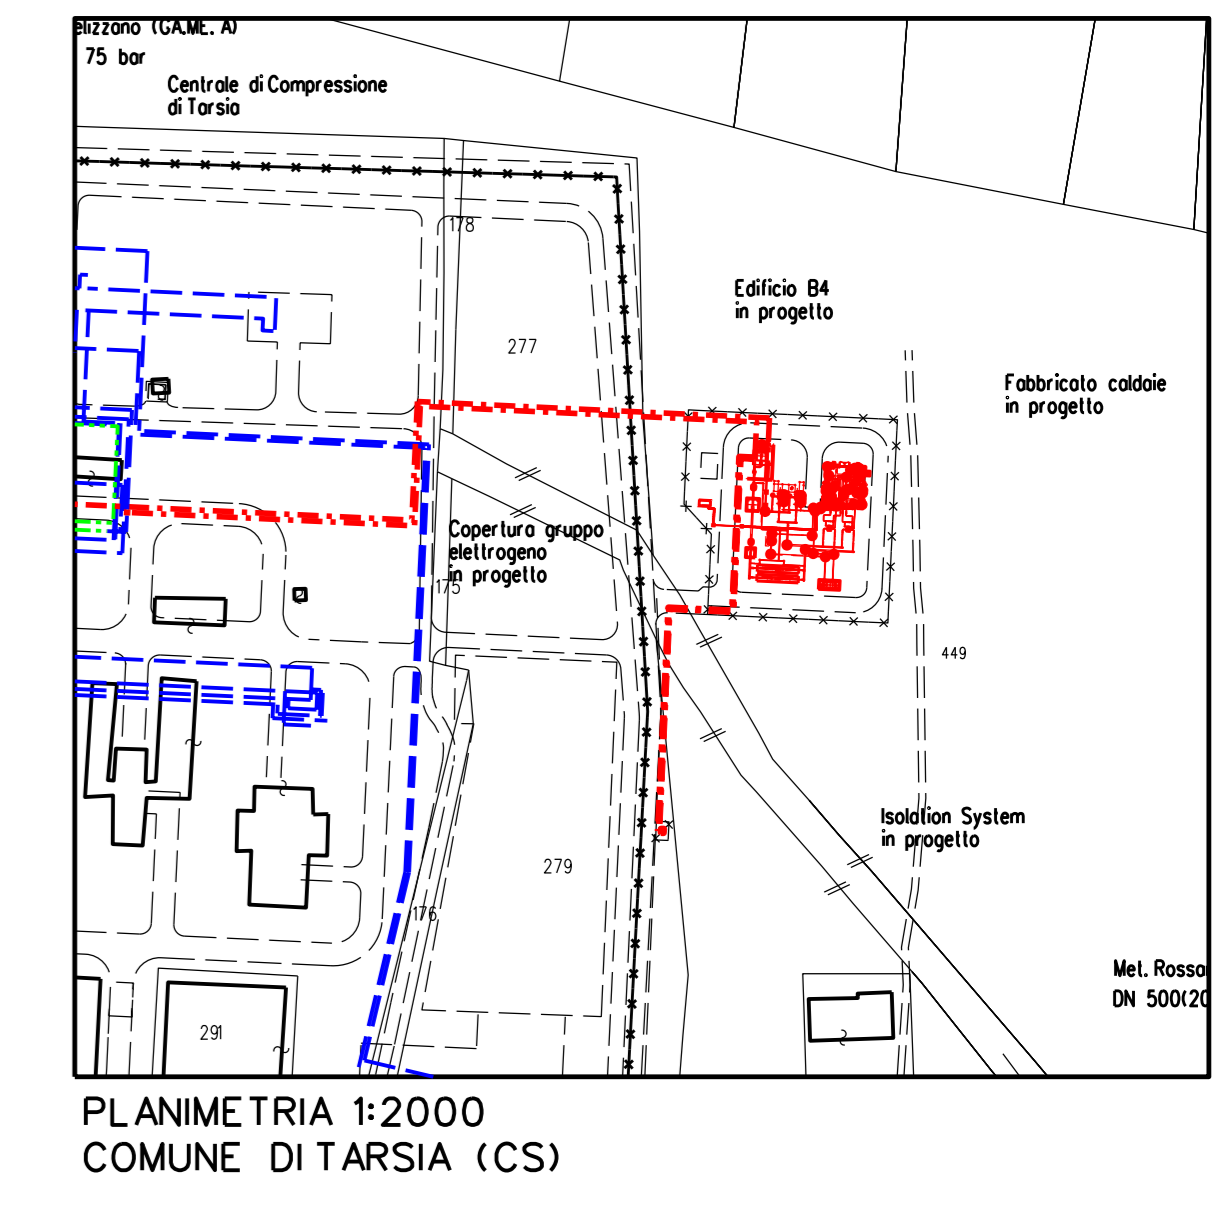 elizzano (GA.ME. A)
75 bar
Centrale di Compressione
di Tarsia
178
Edificio B4
in progetto
277
Fabbricato caldaie
in progetto
Copertura gruppo
elettrogeno
in progetto
175
449
Isolation System
in progetto
279
176
Met. Rossa
DN 500(20
291
PLANIMETRIA 1:2000
COMUNE DI TARSIA (CS)